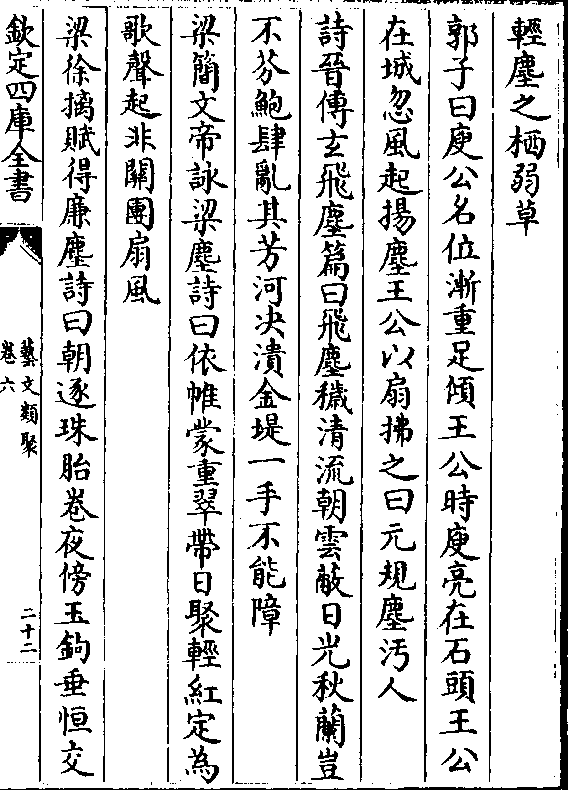 輕塵之栖弱草
郭子曰庾公名位漸重足傾王公時庾亮在石頭王公
在城忽風起揚塵王公以扇拂之曰元規塵汚人
詩晉傅玄飛塵篇曰飛塵穢清流朝雲蔽日光秋蘭豈
不芬鮑肆亂其芳河决潰金堤一手不能障
梁簡文帝詠梁塵詩曰依帷蒙重翠帶日聚輕紅定為
歌聲起非關團扇風
梁徐摛賦得廉塵詩曰朝逐珠胎卷夜傍玉鉤垂恒交
欽定四庫全書
藝文類聚
卷六
二十二